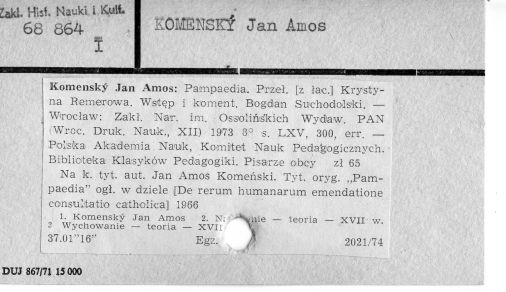 Zakł. Hist. Nauki i Kult.
68 864
I
KOMENSKÝ Jan Amos
Komenský Jan Amos: Pampaedia. Przeł. [z łac.] Krysty-
na Remerowa. Wstęp i koment. Bogdan Suchodolski. —
Wrocław: Zakł. Nar. im. Ossolińskich Wydaw. PAN
(Wroc. Druk. Nauk., XII) 1973 8° s. LXV, 300, err. —
Polska Akademia Nauk, Komitet Nauk Pedagogicznych.
Biblioteka Klasyków Pedagogiki. Pisarze obcy zł 65
Na k. tyt. aut. Jan Amos Komeński. Tyt. oryg. „Pam-
paedia” ogł. w dziele [De rerum humanarum emendatione
consultatio catholica] 1966
1. Komenský Jan Amos 2. — teoria — XVII w.
3 Wychowanie — teoria — XVII
37.01"16" Egz. 2021/74
DUJ 867/71 15 000